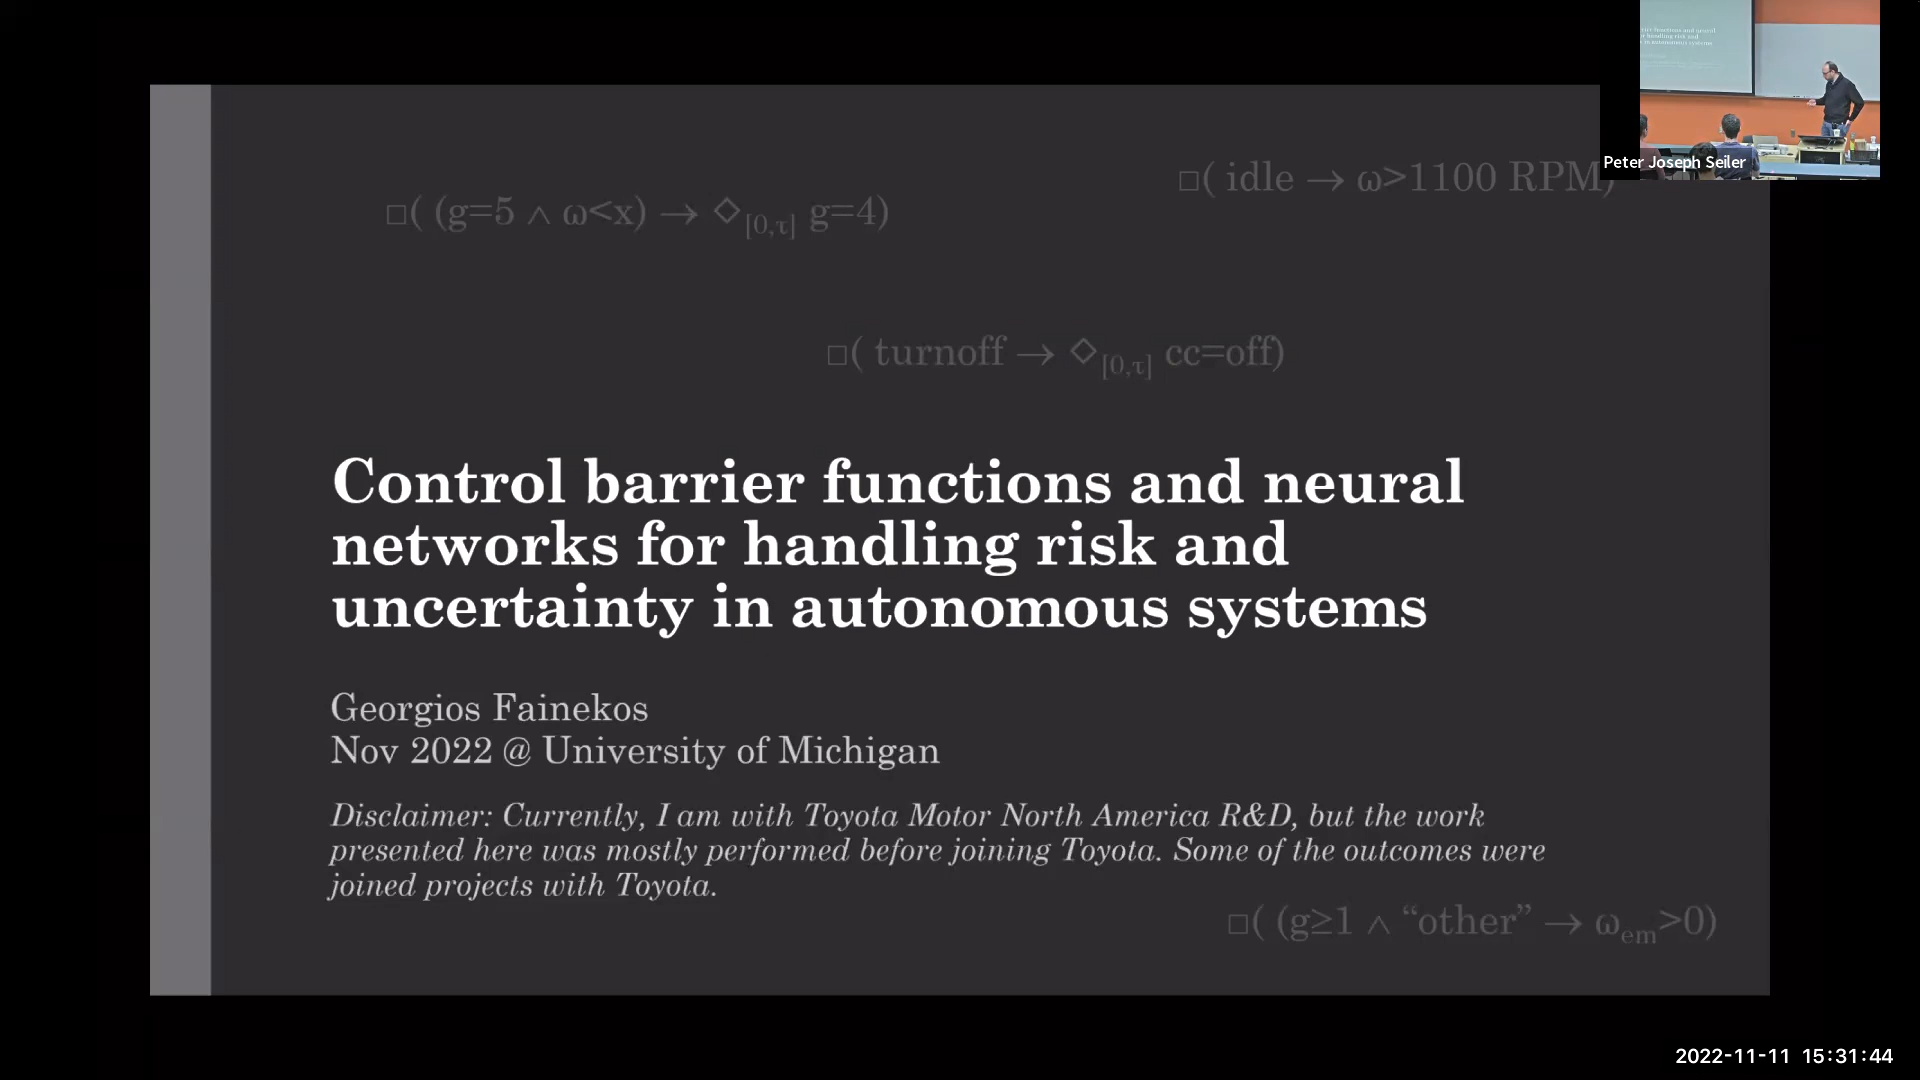 □( (g=5 ∧ ω<x) → ◇[0,τ] g=4)
□( idle → ω>1100 RPM)
Peter Joseph Seiler
□( turnoff → ◇[0,τ] cc=off)
Control barrier functions and neural
networks for handling risk and
uncertainty in autonomous systems
Georgios Fainekos
Nov 2022 @ University of Michigan
Disclaimer: Currently, I am with Toyota Motor North America R&D, but the work
presented here was mostly performed before joining Toyota. Some of the outcomes were
joined projects with Toyota.
□( (g≥1 ∧ “other” → ωem>0)
2022-11-11 15:31:44